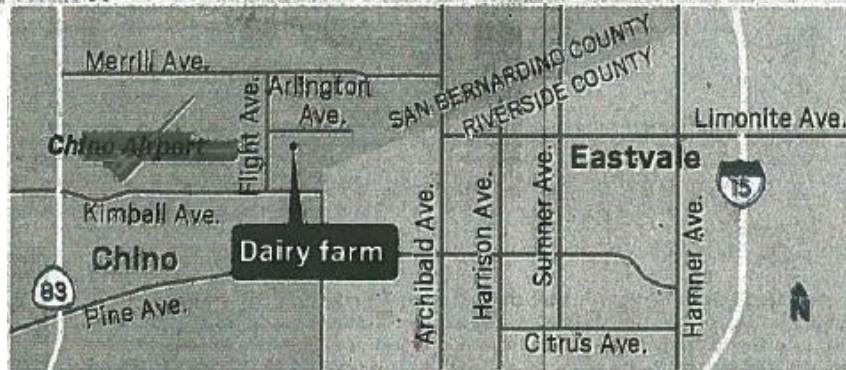 Merrill Ave.
Arlington
Ave.
SAN BERNARDINO COUNTY
RIVERSIDE COUNTY
Limonite Ave.
Chino Airport
Flight Ave.
Eastvale
15
Kimball Ave.
Chino
Dairy farm
Archibald Ave.
Harrison Ave.
Sumner Ave.
Hamner Ave.
83
Pine Ave.
Citrus Ave.
N